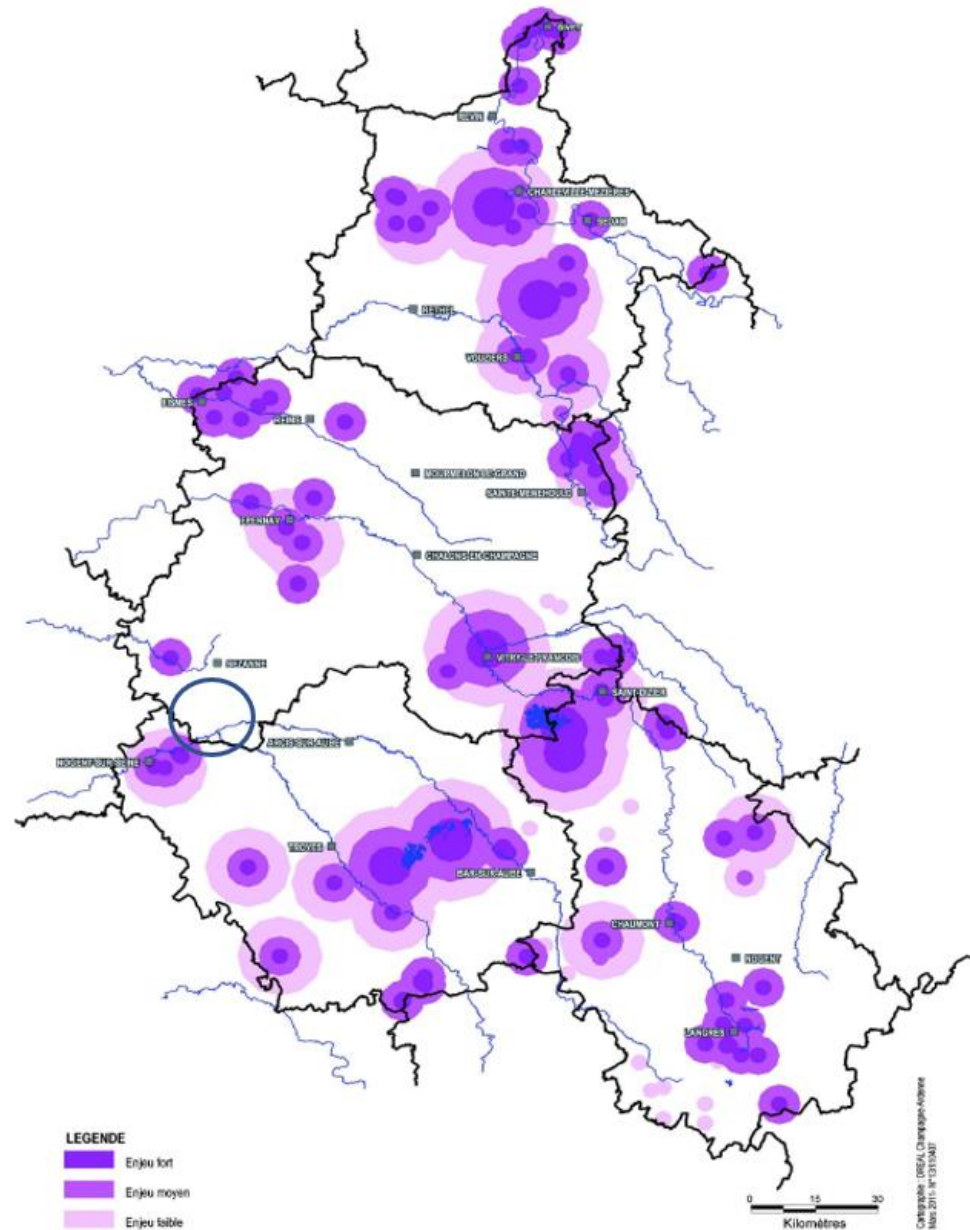 GIVET
REVIN
CHARLEVILLE-MEZIERES
SEDAN
RETHEL
VOUZIERS
FISMES
REIMS
MOURMELON-LE-GRAND
SAINTE-MENEHOULD
EPERNAY
CHALONS-EN-CHAMPAGNE
VITRY-LE-FRANCOIS
SEZANNE
SAINT-DIZIER
ARCIS-SUR-AUBE
NOGENT-SUR-SEINE
TROYES
BAR-SUR-AUBE
CHAUMONT
NOGENT
LANGRES
LEGENDE
Enjeu fort
Enjeu moyen
Enjeu faible
0 15 30
Kilomètres
Cartographie : DREAL Champagne-Ardenne